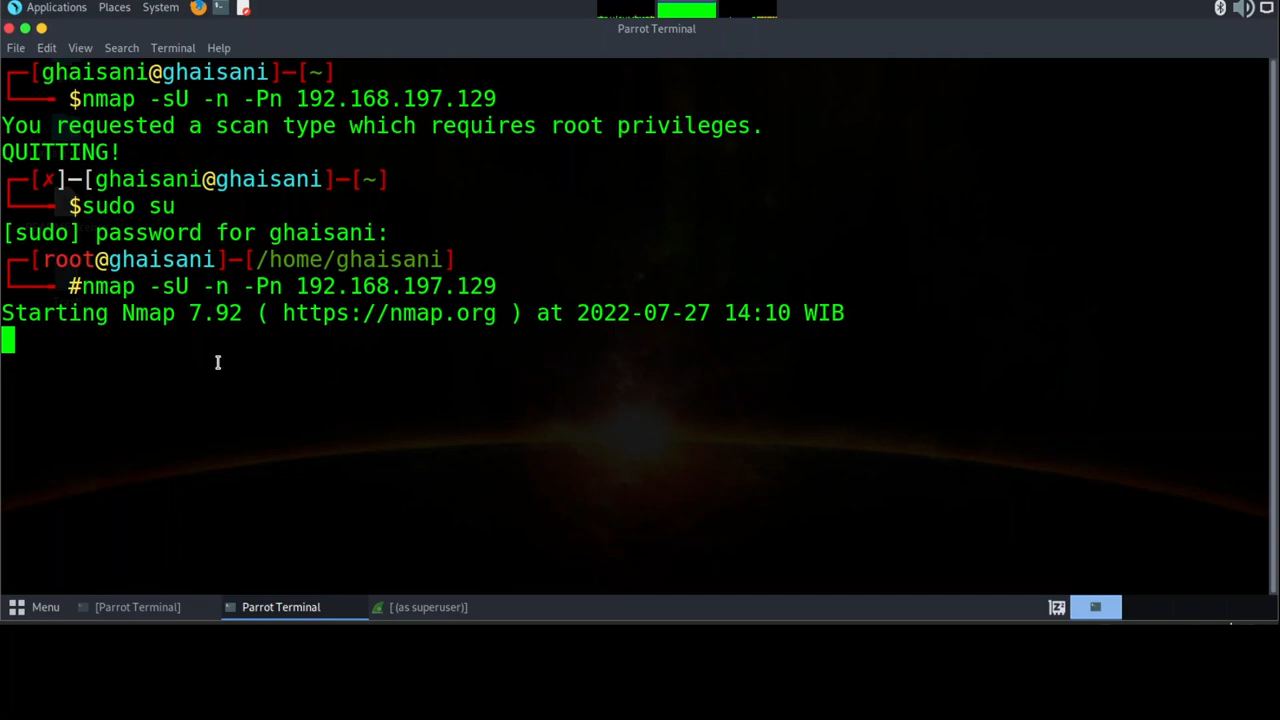 Applications Places System
Parrot Terminal
File Edit View Search Terminal Help
┌─[ghaisani@ghaisani]─[~]
└──╼ $nmap -sU -n -Pn 192.168.197.129
You requested a scan type which requires root privileges.
QUITTING!
┌─[✗]─[ghaisani@ghaisani]─[~]
└──╼ $sudo su
[sudo] password for ghaisani:
┌─[root@ghaisani]─[/home/ghaisani]
└──╼ #nmap -sU -n -Pn 192.168.197.129
Starting Nmap 7.92 ( https://nmap.org ) at 2022-07-27 14:10 WIB
Menu [Parrot Terminal] Parrot Terminal [ (as superuser)]